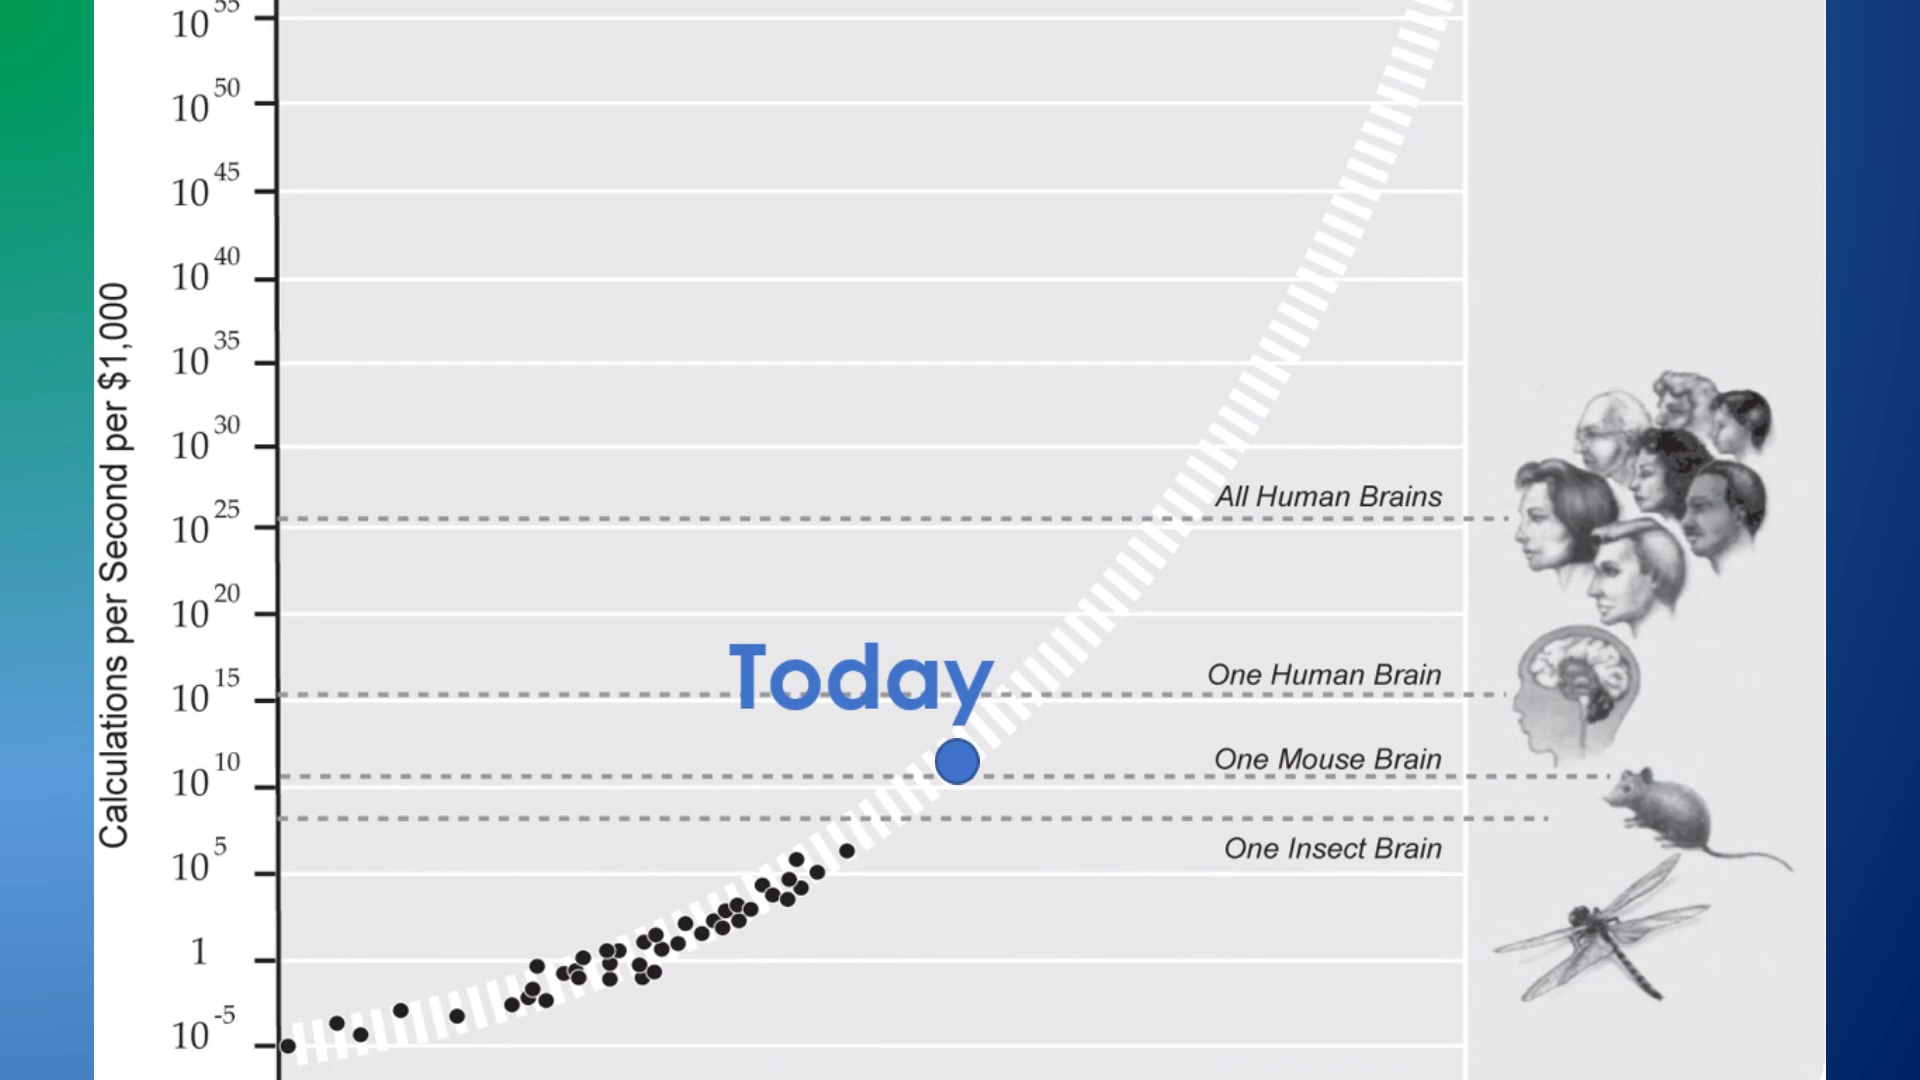 Calculations per Second per $1,000
10^55
10^50
10^45
10^40
10^35
10^30
10^25
10^20
10^15
10^10
10^5
1
10^-5
All Human Brains
Today
One Human Brain
One Mouse Brain
One Insect Brain